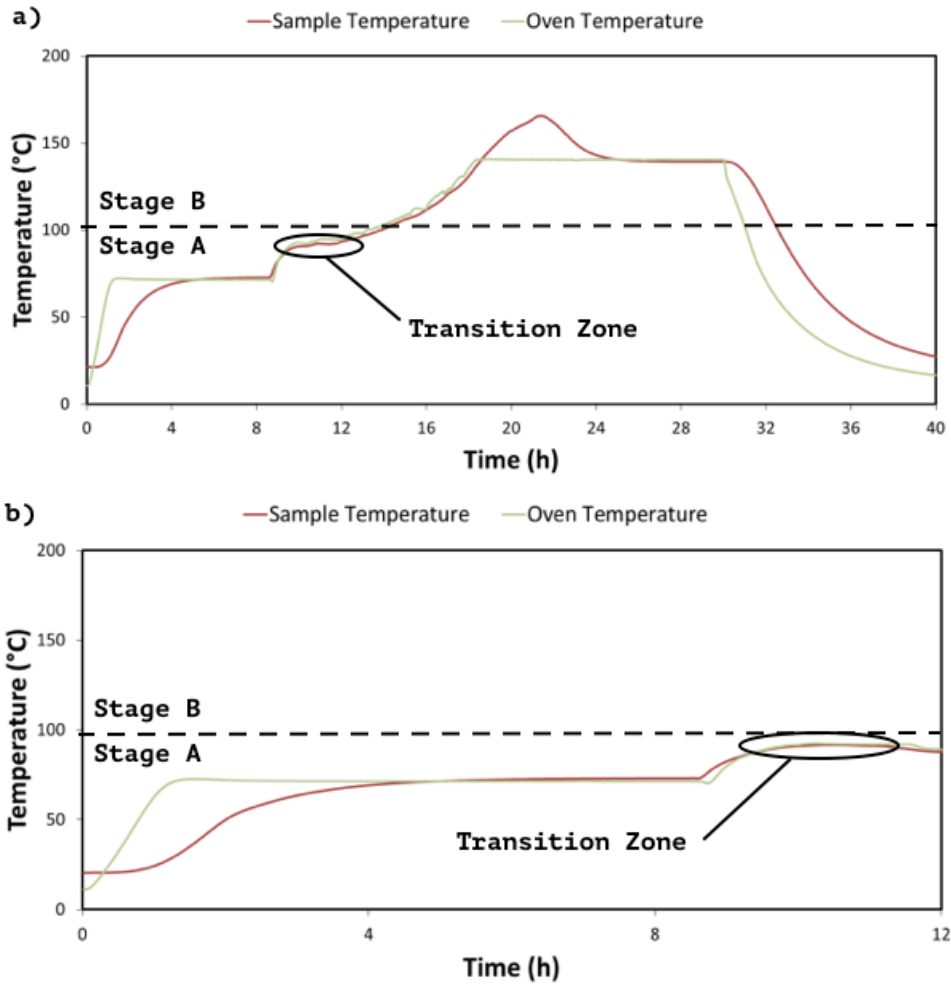 a)
Sample Temperature Oven Temperature
200
150
100
50
0
Temperature (°C)
Stage B
Stage A
Transition Zone
0 4 8 12 16 20 24 28 32 36 40
Time (h)
b)
Sample Temperature Oven Temperature
200
150
100
50
0
Temperature (°C)
Stage B
Stage A
Transition Zone
0 4 8 12
Time (h)